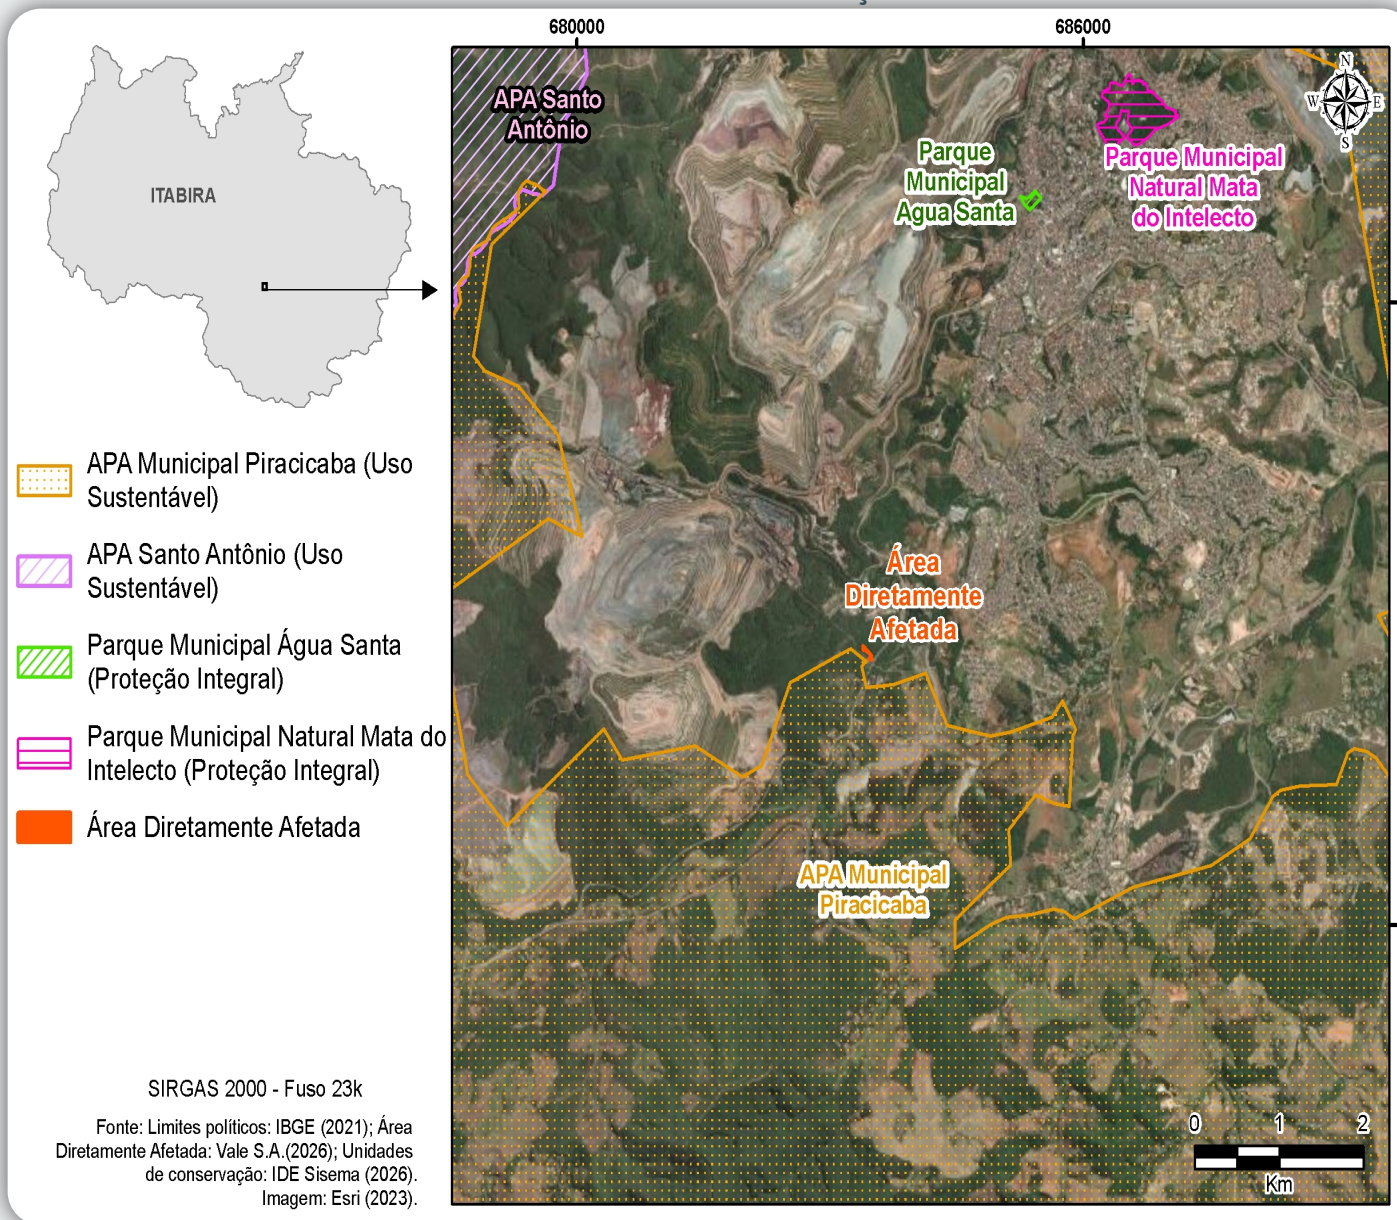 680000
686000
ITABIRA
APA Santo
Antônio
Parque
Municipal
Agua Santa
Parque Municipal
Natural Mata
do Intelecto
N
W
E
S
APA Municipal Piracicaba (Uso
Sustentável)
APA Santo Antônio (Uso
Sustentável)
Parque Municipal Água Santa
(Proteção Integral)
Parque Municipal Natural Mata do
Intelecto (Proteção Integral)
Área Diretamente Afetada
Área
Diretamente
Afetada
APA Municipal
Piracicaba
SIRGAS 2000 - Fuso 23k
Fonte: Limites políticos: IBGE (2021); Área
Diretamente Afetada: Vale S.A.(2026); Unidades
de conservação: IDE Sisema (2026).
Imagem: Esri (2023).
0 1 2
Km